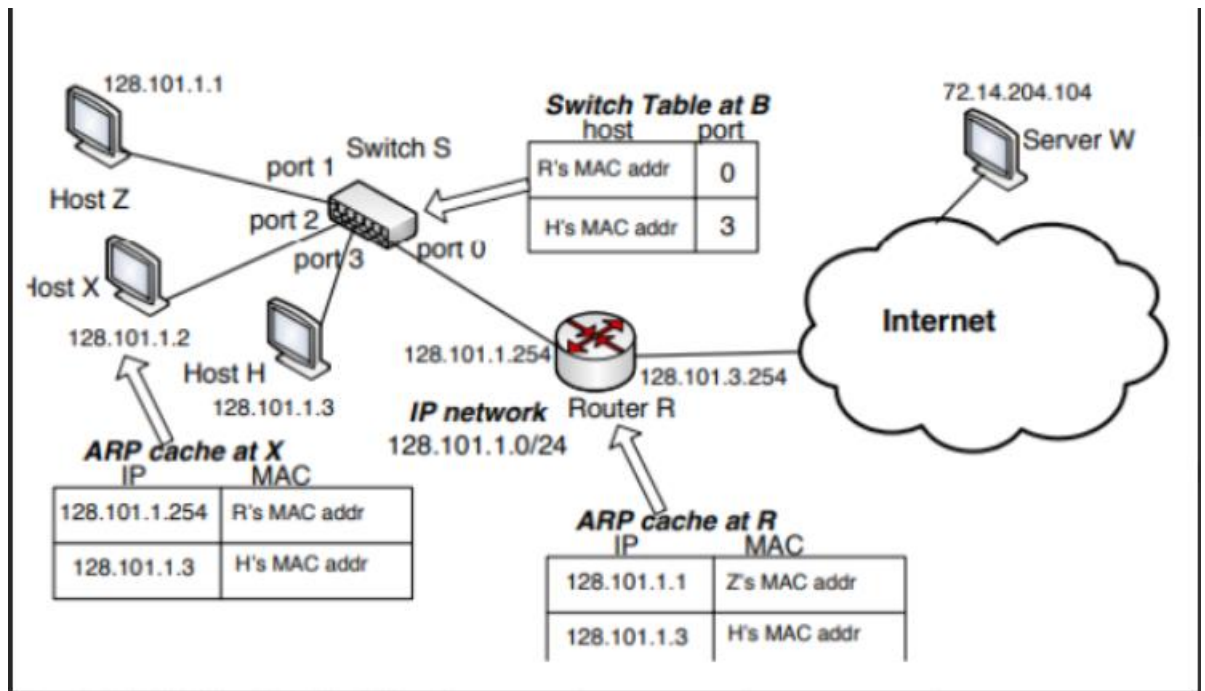 128.101.1.1
Host Z
port 1
Switch S
port 2
port 3
port 0
Switch Table at B
host port
R's MAC addr 0
H's MAC addr 3
72.14.204.104
Server W
Internet
Host X
128.101.1.2
Host H
128.101.1.3
128.101.1.254
128.101.3.254
IP network
128.101.1.0/24
Router R
ARP cache at X
IP MAC
128.101.1.254 R's MAC addr
128.101.1.3 H's MAC addr
ARP cache at R
IP MAC
128.101.1.1 Z's MAC addr
128.101.1.3 H's MAC addr